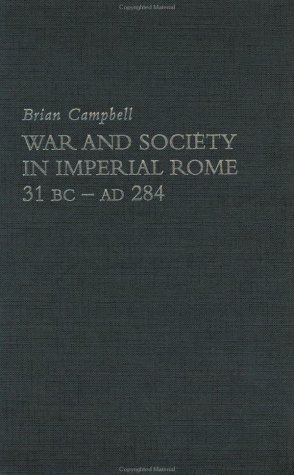 Brian Campbell
WAR AND SOCIETY
IN IMPERIAL ROME
31 BC – AD 284